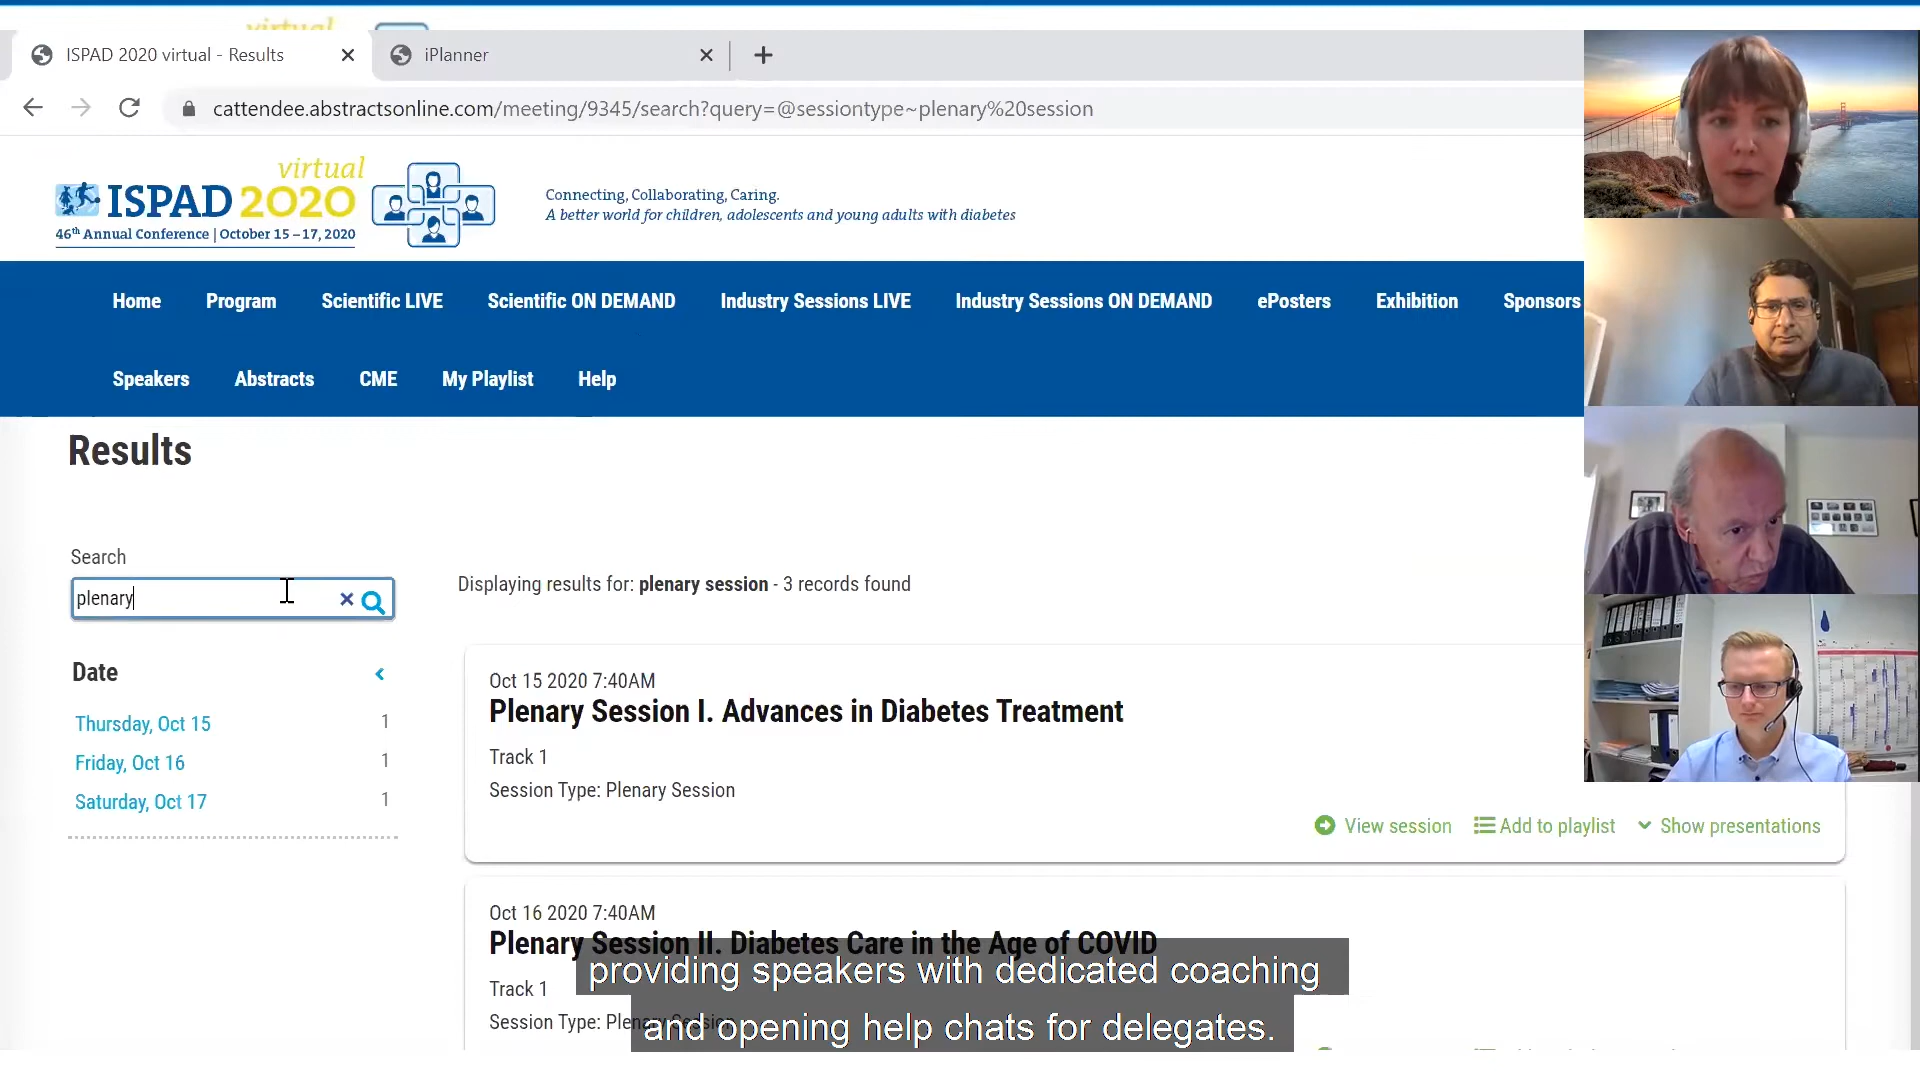 virtual
ISPAD 2020 virtual - Results
iPlanner
cattendee.abstractsonline.com/meeting/9345/search?query=@sessiontype~plenary%20session
virtual
ISPAD 2020
46th Annual Conference | October 15 – 17, 2020
Connecting, Collaborating, Caring.
A better world for children, adolescents and young adults with diabetes
Home Program Scientific LIVE Scientific ON DEMAND Industry Sessions LIVE Industry Sessions ON DEMAND ePosters Exhibition Sponsors
Speakers Abstracts CME My Playlist Help
Results
Search
plenary
Displaying results for: plenary session - 3 records found
Date
Thursday, Oct 15 1
Friday, Oct 16 1
Saturday, Oct 17 1
Oct 15 2020 7:40AM
Plenary Session I. Advances in Diabetes Treatment
Track 1
Session Type: Plenary Session
View session Add to playlist Show presentations
Oct 16 2020 7:40AM
Plenary Session II. Diabetes Care in the Age of COVID
Track 1
Session Type: Plenary Session
providing speakers with dedicated coaching
and opening help chats for delegates.